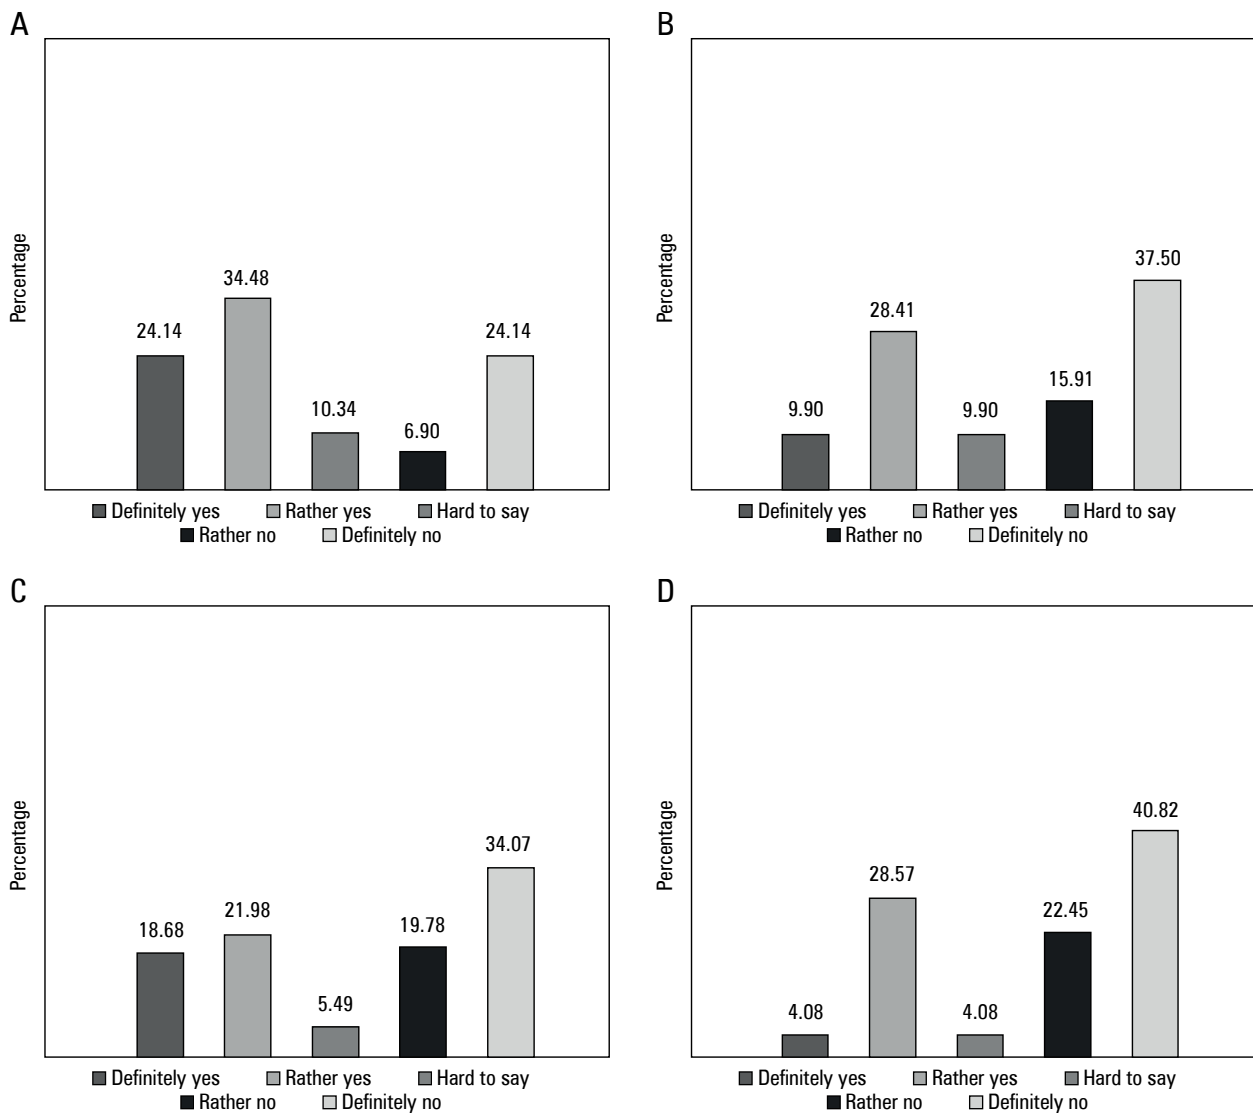 A
Percentage
24.14
34.48
10.34
6.90
24.14
Definitely yes Rather yes Hard to say
Rather no Definitely no
B
Percentage
9.90
28.41
9.90
15.91
37.50
Definitely yes Rather yes Hard to say
Rather no Definitely no
C
Percentage
18.68
21.98
5.49
19.78
34.07
Definitely yes Rather yes Hard to say
Rather no Definitely no
D
Percentage
4.08
28.57
4.08
22.45
40.82
Definitely yes Rather yes Hard to say
Rather no Definitely no